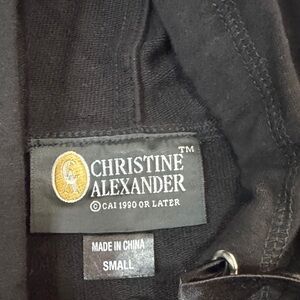 CHRISTINE™
ALEXANDER
©CAI 1990 OR LATER
MADE IN CHINA
SMALL